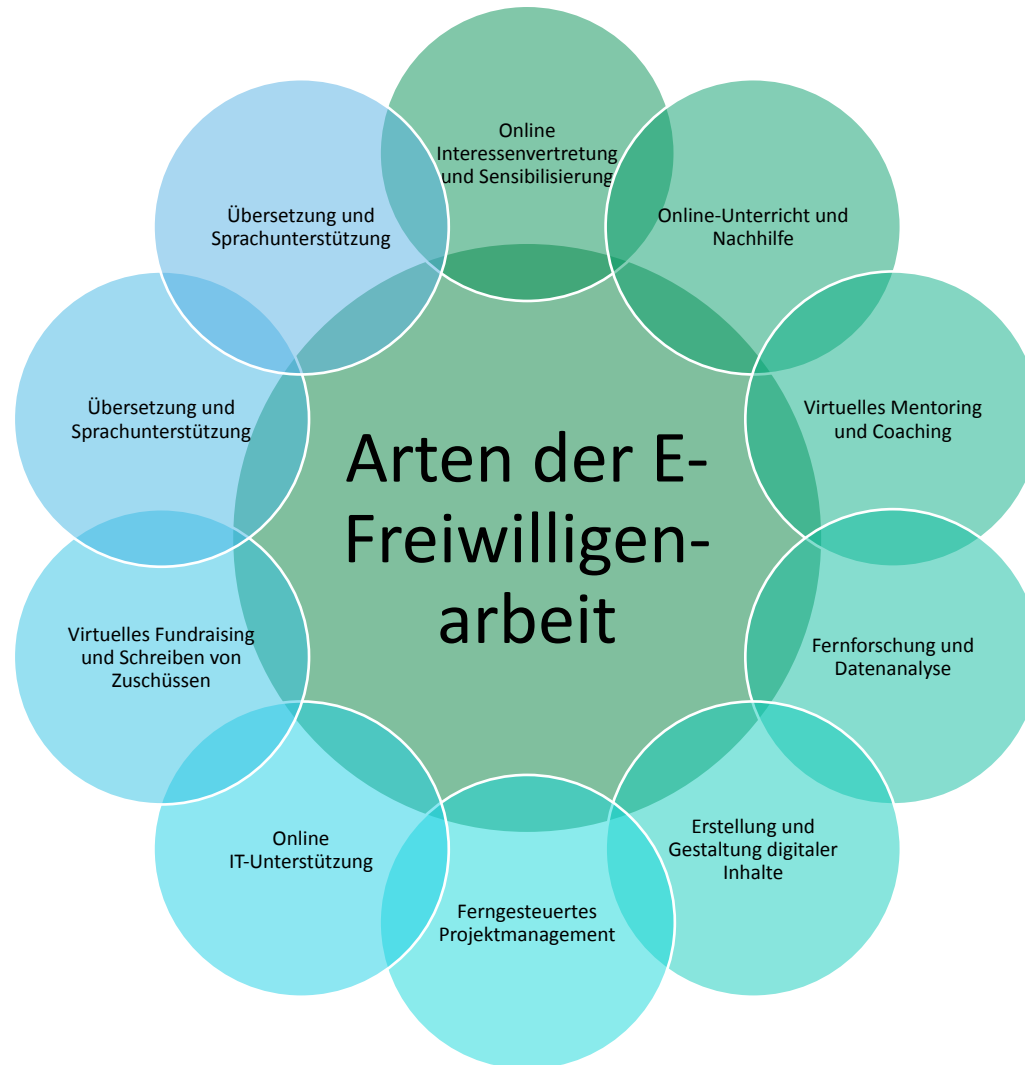 Online
Interessenvertretung
und Sensibilisierung
Online-Unterricht und
Nachhilfe
Virtuelles Mentoring
und Coaching
Fernforschung und
Datenanalyse
Erstellung und
Gestaltung digitaler
Inhalte
Ferngesteuertes
Projektmanagement
Online
IT-Unterstützung
Virtuelles Fundraising
und Schreiben von
Zuschüssen
Übersetzung und
Sprachunterstützung
Übersetzung und
Sprachunterstützung
Arten der E-
Freiwilligen-
arbeit